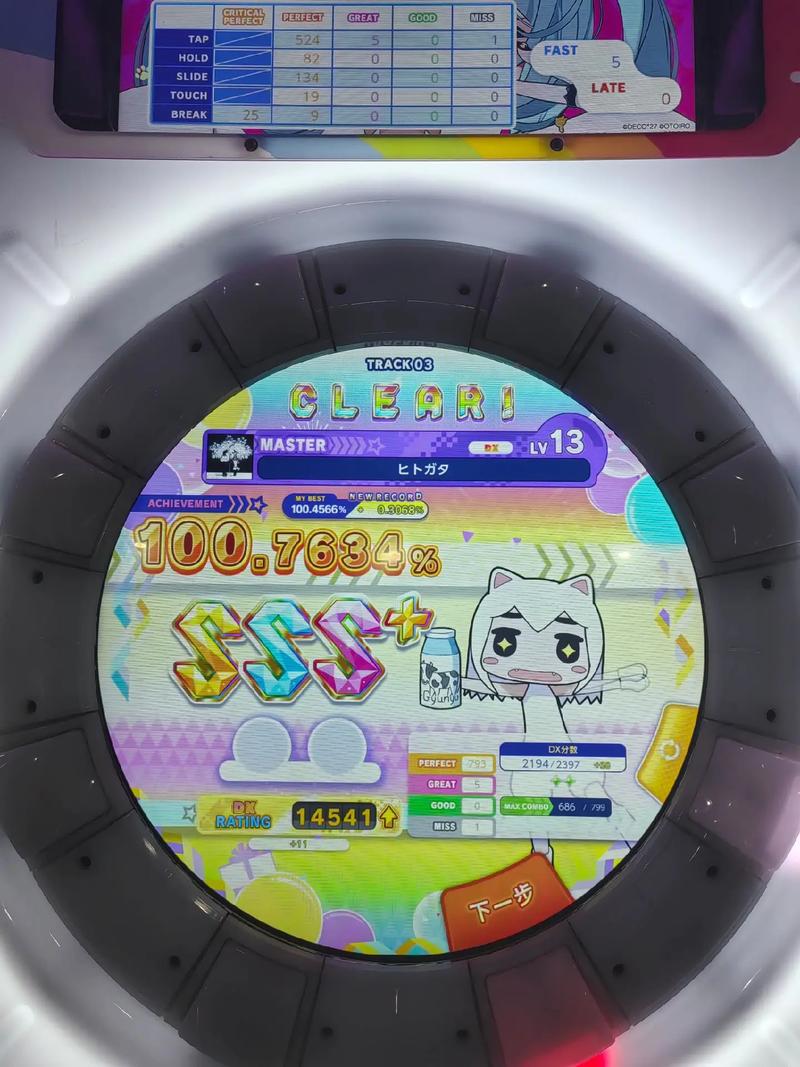 CRITICAL PERFECT PERFECT GREAT GOOD MISS
TAP 524 5 0 1
HOLD 82 0 0 0
SLIDE 134 0 0 0
TOUCH 19 0 0 0
BREAK 25 9 0 0 0
FAST 5
LATE 0
©DECO*27 ©OTOIRO
TRACK 03
CLEAR!
MASTER DX LV 13
ヒトガタ
ACHIEVEMENT MY BEST 100.4566% NEW RECORD + 0.3068%
100.7634%
SSS+
Gyunyu
DX分数
2194/2397
PERFECT 793
GREAT 5
GOOD 0
MISS 1
MAX COMBO 686 / 799
DX RATING 14541
+11
下一步